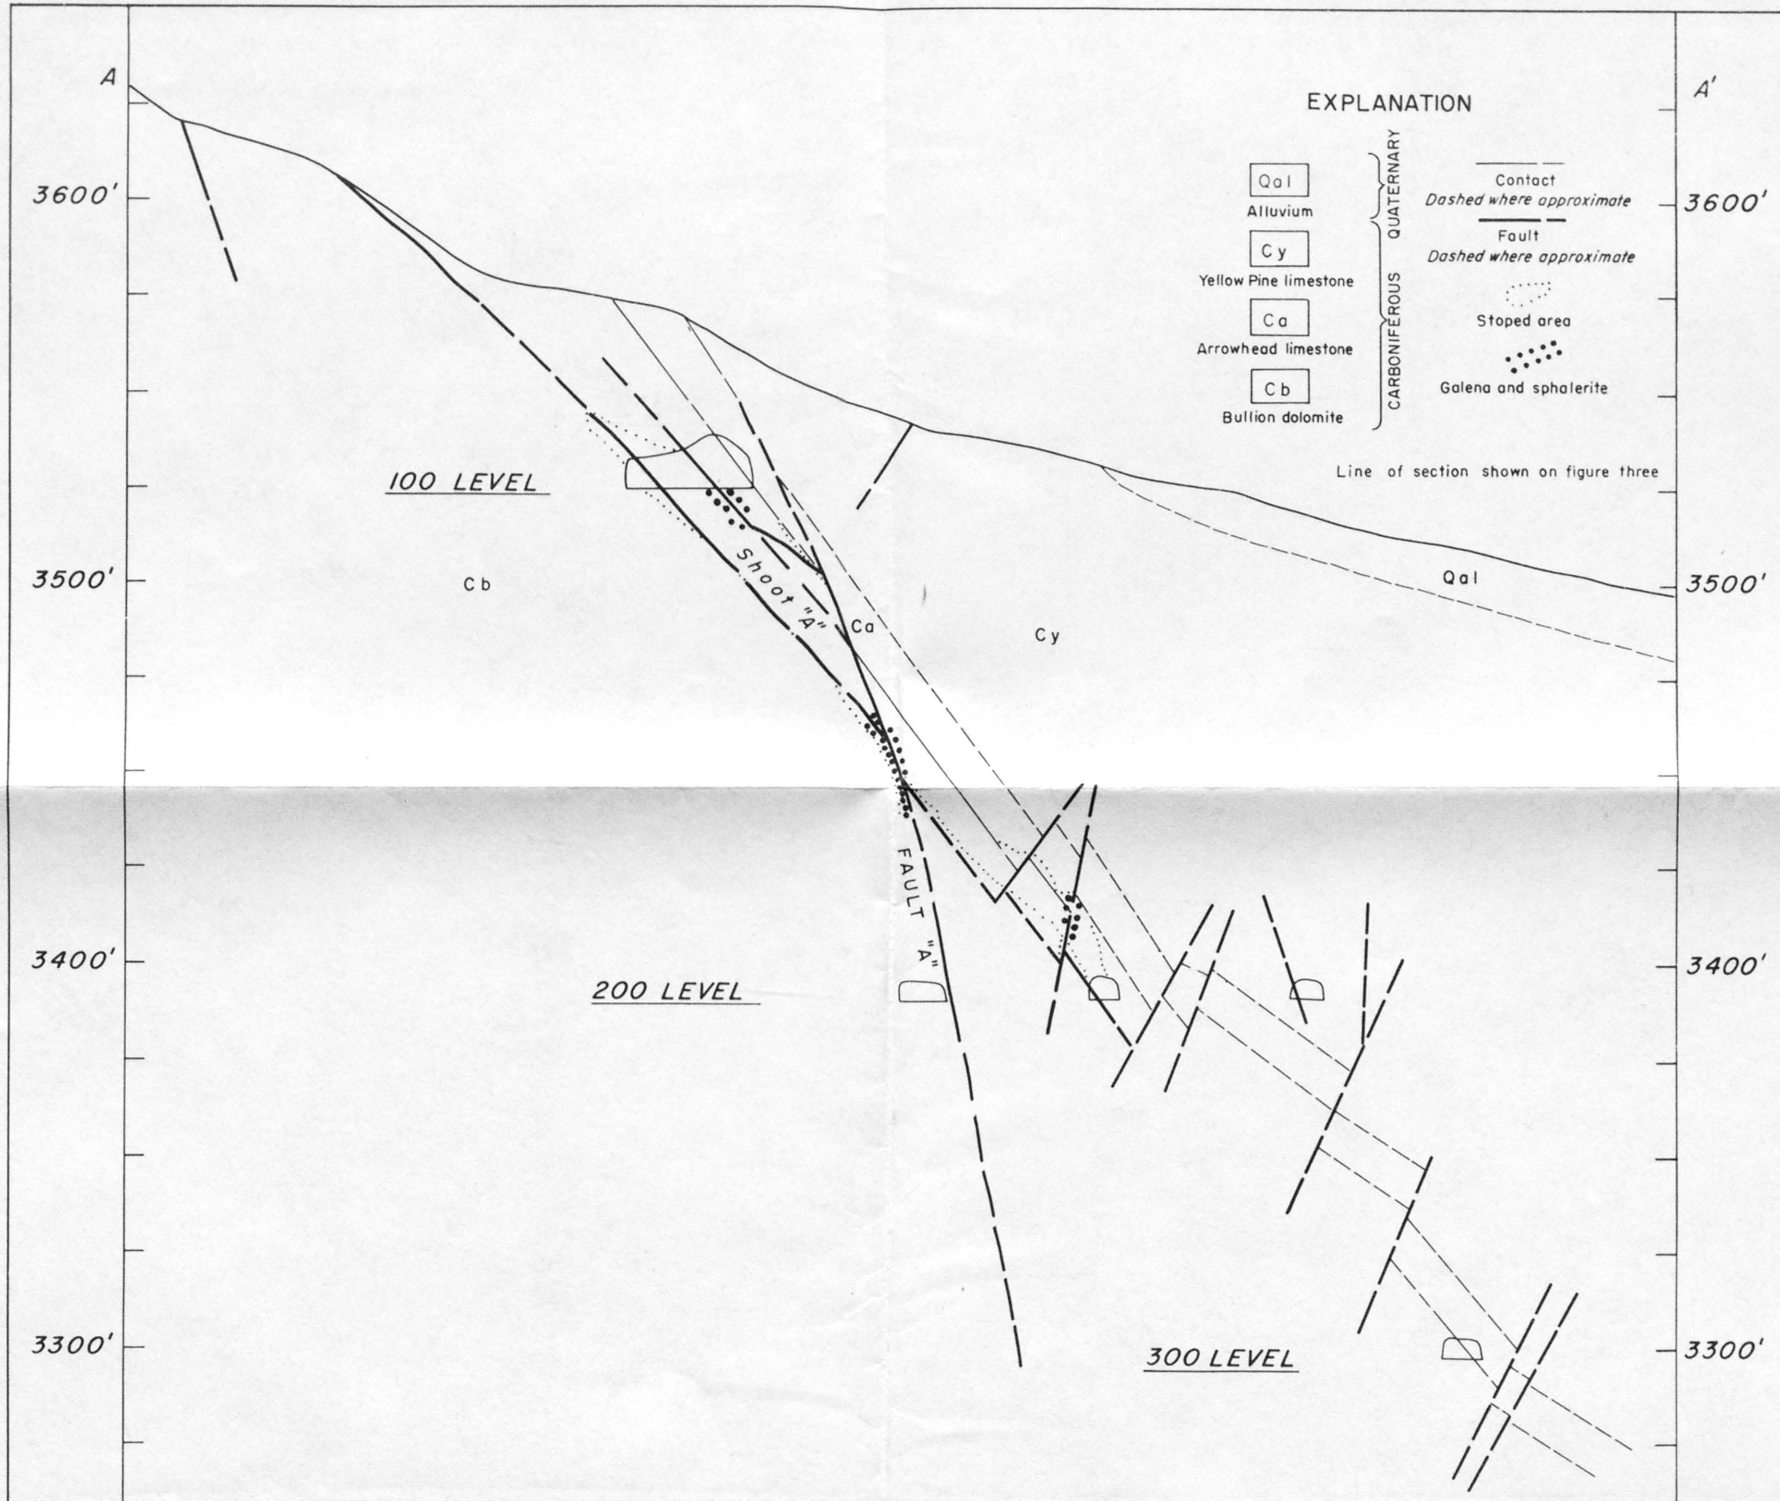 A
A'
EXPLANATION
Qal
Alluvium
Cy
Yellow Pine limestone
Ca
Arrowhead limestone
Cb
Bullion dolomite
QUATERNARY
CARBONIFEROUS
Contact
Dashed where approximate
Fault
Dashed where approximate
Stoped area
Galena and sphalerite
Line of section shown on figure three
3600'
3600'
100 LEVEL
3500'
Cb
Shoot "A"
Ca
Cy
Qal
3500'
FAULT "A"
3400'
200 LEVEL
3400'
3300'
300 LEVEL
3300'